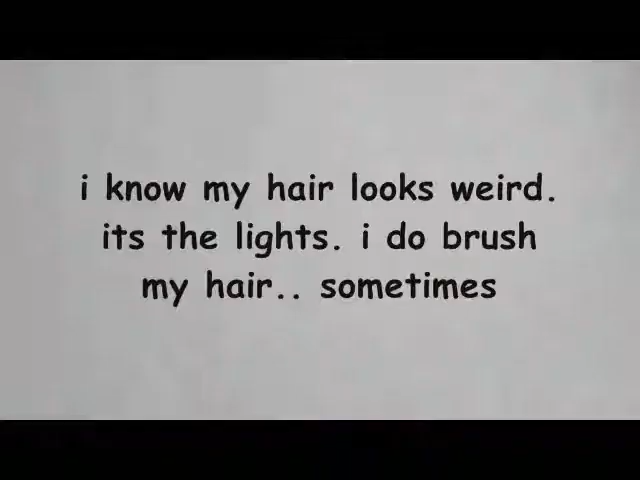 i know my hair looks weird.
its the lights. i do brush
my hair.. sometimes